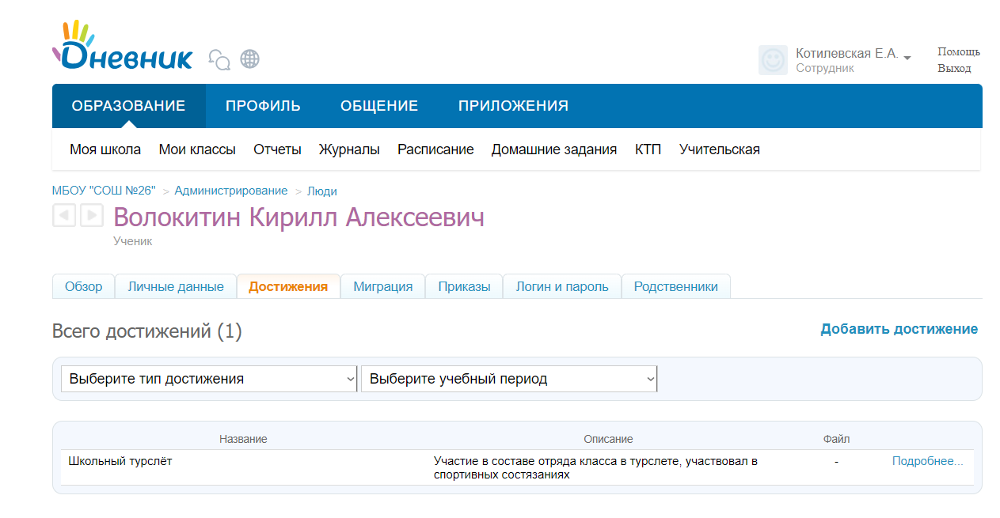 Дневник
Котилевская Е.А.
Сотрудник
Помощь
Выход
ОБРАЗОВАНИЕ ПРОФИЛЬ ОБЩЕНИЕ ПРИЛОЖЕНИЯ
Моя школа Мои классы Отчеты Журналы Расписание Домашние задания КТП Учительская
МБОУ "СОШ №26" > Администрирование > Люди
Волокитин Кирилл Алексеевич
Ученик
Обзор Личные данные Достижения Миграция Приказы Логин и пароль Родственники
Всего достижений (1)
Добавить достижение
Выберите тип достижения Выберите учебный период
Название Описание Файл
Школьный турслёт Участие в составе отряда класса в турслете, участвовал в - Подробнее...
спортивных состязаниях